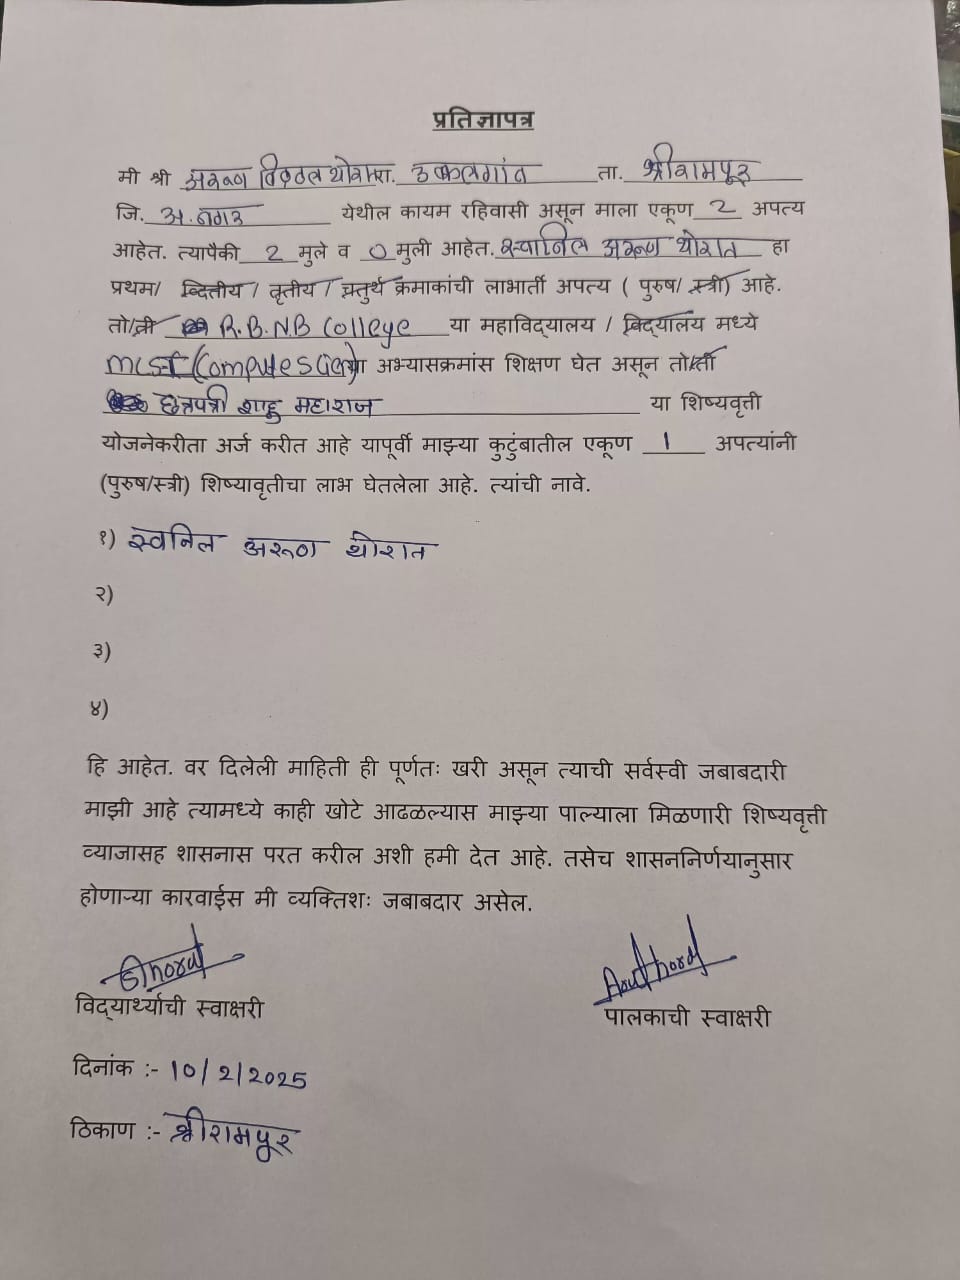 प्रतिज्ञापत्र
मी श्री अरुण विठ्ठल थोरात रा. उक्कलगांव ता. श्रीरामपूर
जि. अ.नगर येथील कायम रहिवासी असून माला एकूण 2 अपत्य
आहेत. त्यापैकी 2 मुले व 0 मुली आहेत. स्वानिल अरुण थोरात हा
प्रथम/ व्दितीय / तृतीय / चतुर्थ क्रमाकांची लाभार्ती अपत्य ( पुरुष/ स्त्री) आहे.
तो/ती R.B.N.B College या महाविद्यालय / विद्यालय मध्ये
(Computer Science) या अभ्यासक्रमांस शिक्षण घेत असून तो/ती
छत्रपती शाहु महाराज या शिष्यवृत्ती
योजनेकरीता अर्ज करीत आहे यापूर्वी माझ्या कुटुंबातील एकूण 1 अपत्यांनी
(पुरुष/स्त्री) शिष्यावृतीचा लाभ घेतलेला आहे. त्यांची नावे.
१) स्वनिल अरुण थोरात
२)
३)
४)
हि आहेत. वर दिलेली माहिती ही पूर्णतः खरी असून त्याची सर्वस्वी जबाबदारी
माझी आहे त्यामध्ये काही खोटे आढळल्यास माझ्या पाल्याला मिळणारी शिष्यवृत्ती
व्याजासह शासनास परत करील अशी हमी देत आहे. तसेच शासननिर्णयानुसार
होणाऱ्या कारवाईस मी व्यक्तिशः जबाबदार असेल.
SThorat
विद्यार्थ्याची स्वाक्षरी
पालकाची स्वाक्षरी
दिनांक :- 10/2/2025
ठिकाण :- श्रीरामपूर